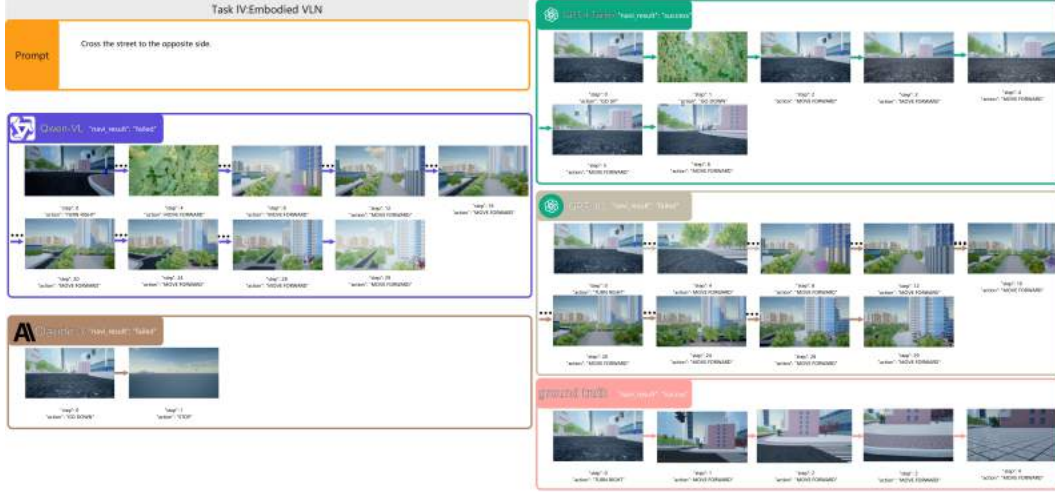 Task IV:Embodied VLN
Prompt
Cross the street to the opposite side.
Qwen-VL "navi_result": "failed"
"step": 0
"action": "TURN RIGHT"
"step": 4
"action": "MOVE FORWARD"
"step": 8
"action": "MOVE FORWARD"
"step": 12
"action": "MOVE FORWARD"
"step": 16
"action": "MOVE FORWARD"
"step": 20
"action": "MOVE FORWARD"
"step": 24
"action": "MOVE FORWARD"
"step": 28
"action": "MOVE FORWARD"
"step": 29
"action": "MOVE FORWARD"
Claude "navi_result": "failed"
"step": 0
"action": "GO DOWN"
"step": 1
"action": "STOP"
"navi_result": "success"
"step": 0
"action": "GO UP"
"step": 1
"action": "GO DOWN"
"step": 2
"action": "MOVE FORWARD"
"step": 3
"action": "MOVE FORWARD"
"step": 4
"action": "MOVE FORWARD"
"step": 5
"action": "MOVE FORWARD"
"step": 6
"action": "MOVE FORWARD"
"navi_result": "failed"
"step": 0
"action": "TURN RIGHT"
"step": 4
"action": "MOVE FORWARD"
"step": 8
"action": "MOVE FORWARD"
"step": 12
"action": "MOVE FORWARD"
"step": 16
"action": "MOVE FORWARD"
"step": 20
"action": "MOVE FORWARD"
"step": 24
"action": "MOVE FORWARD"
"step": 28
"action": "MOVE FORWARD"
"step": 29
"action": "MOVE FORWARD"
ground truth "navi_result": "success"
"step": 0
"action": "TURN RIGHT"
"step": 1
"action": "MOVE FORWARD"
"step": 2
"action": "MOVE FORWARD"
"step": 3
"action": "MOVE FORWARD"
"step": 4
"action": "MOVE FORWARD"